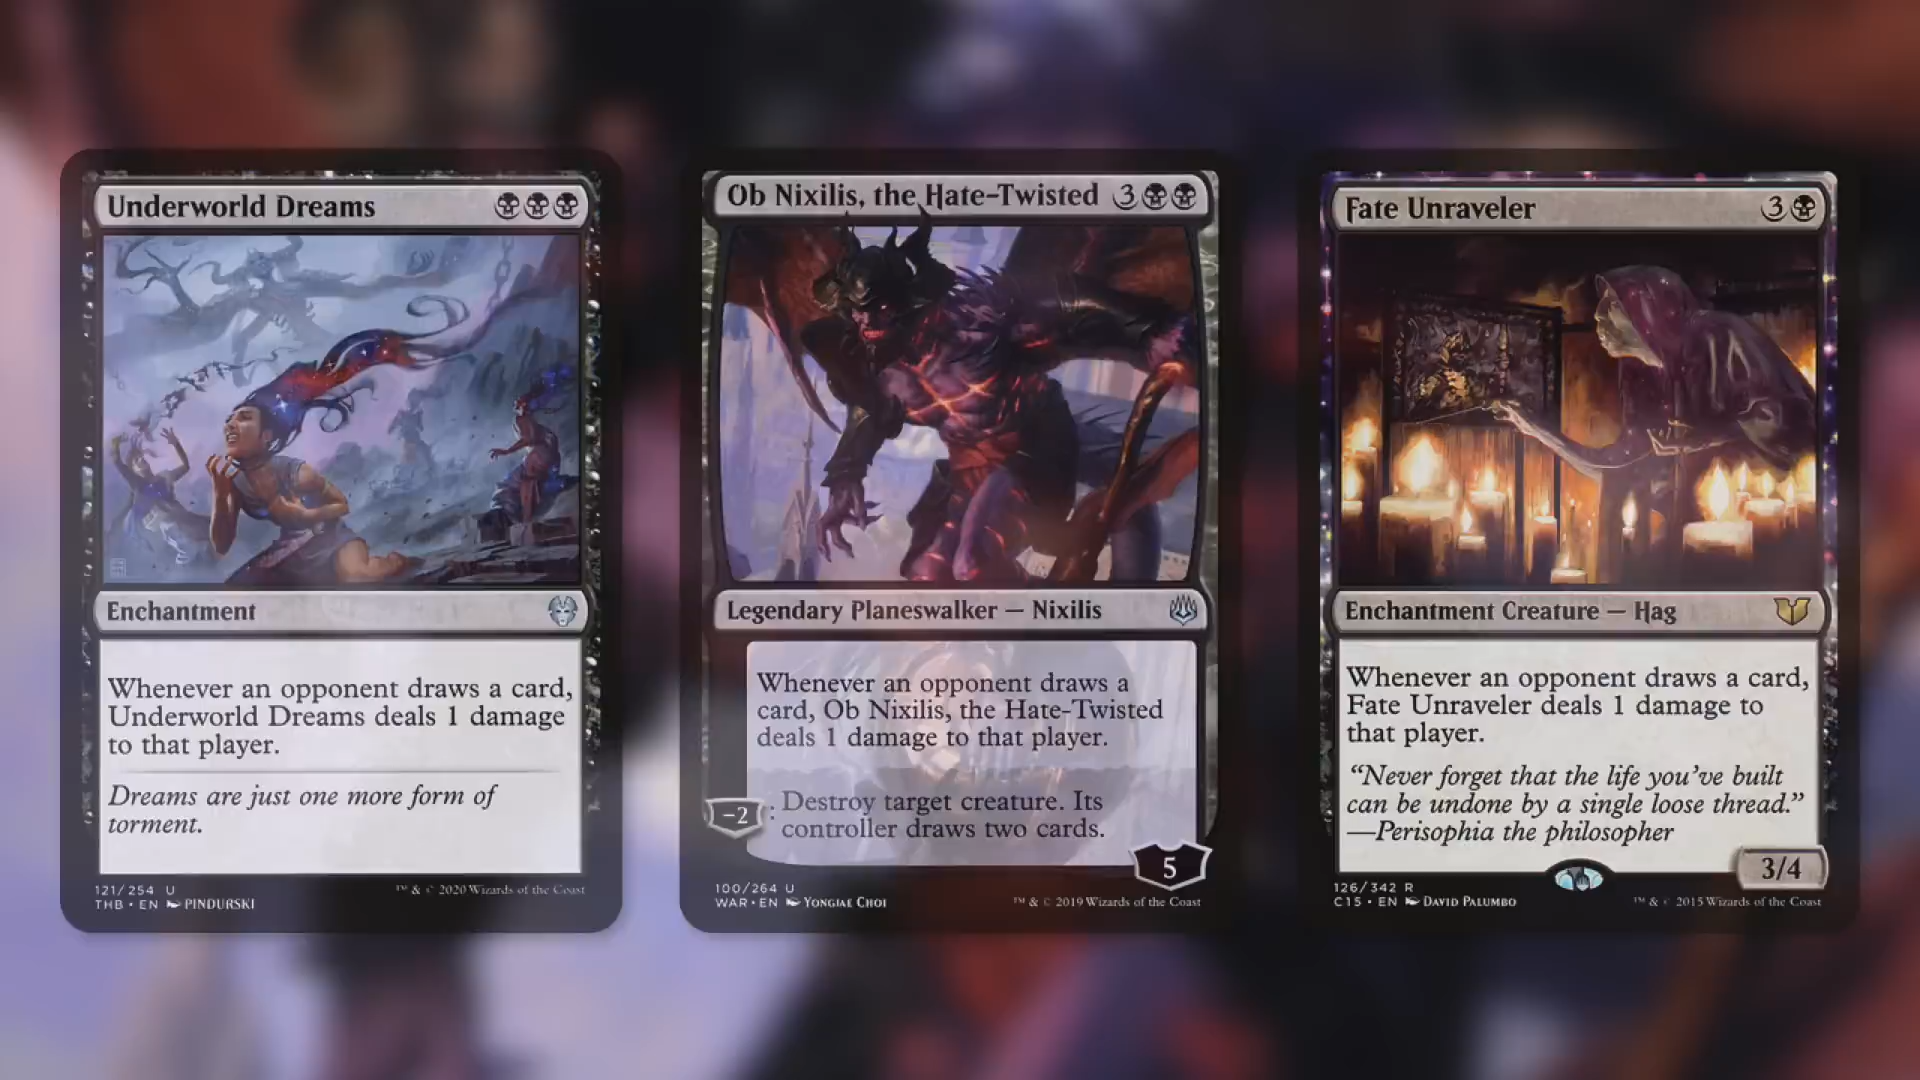 Underworld Dreams
Enchantment
Whenever an opponent draws a card,
Underworld Dreams deals 1 damage
to that player.
Dreams are just one more form of
torment.
121/254 U
THB • EN PINDURSKI
™ & © 2020 Wizards of the Coast
Ob Nixilis, the Hate-Twisted 3
Legendary Planeswalker — Nixilis
Whenever an opponent draws a
card, Ob Nixilis, the Hate-Twisted
deals 1 damage to that player.
−2 : Destroy target creature. Its
controller draws two cards.
5
100/264 U
WAR • EN YONGJAE CHOI
™ & © 2019 Wizards of the Coast
Fate Unraveler 3
Enchantment Creature — Hag
Whenever an opponent draws a card,
Fate Unraveler deals 1 damage to
that player.
“Never forget that the life you’ve built
can be undone by a single loose thread.”
—Perisophia the philosopher
3/4
126/342 R
C15 • EN DAVID PALUMBO
™ & © 2015 Wizards of the Coast